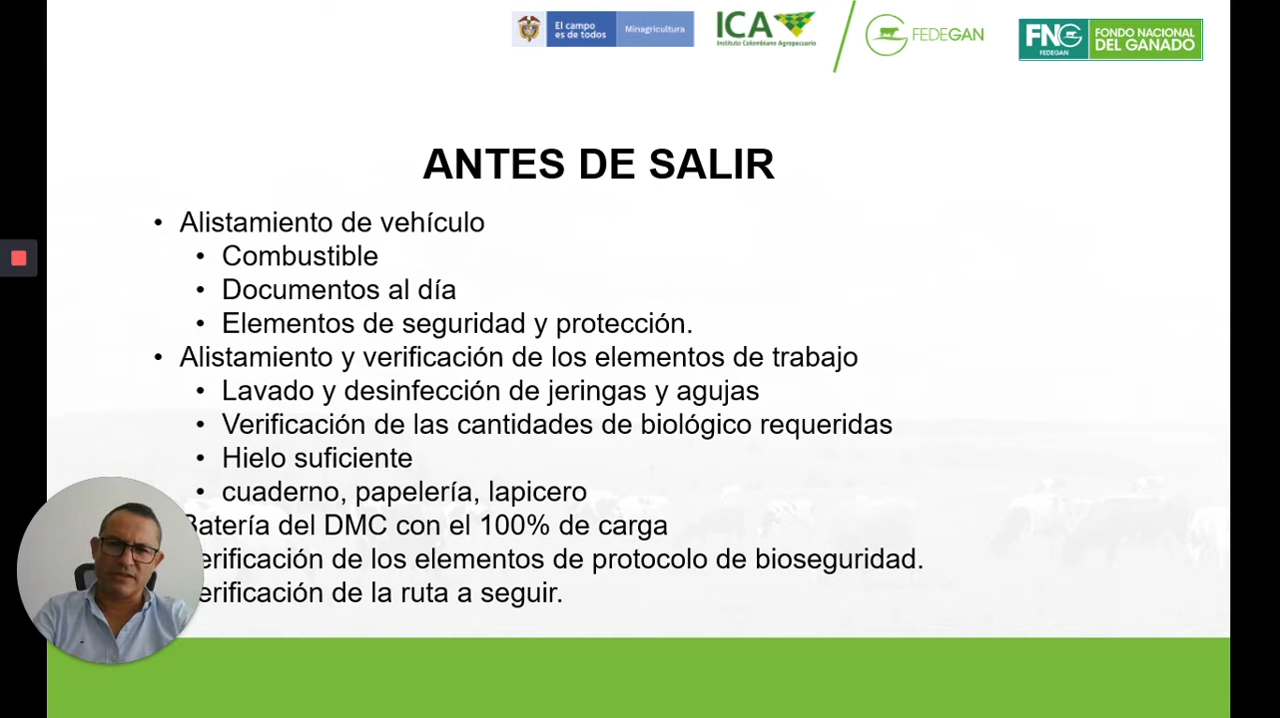 El campo
es de todos
Minagricultura
ICA
Instituto Colombiano Agropecuario
FEDEGAN
FNG
FEDEGAN
FONDO NACIONAL
DEL GANADO
ANTES DE SALIR
• Alistamiento de vehículo
• Combustible
• Documentos al día
• Elementos de seguridad y protección.
• Alistamiento y verificación de los elementos de trabajo
• Lavado y desinfección de jeringas y agujas
• Verificación de las cantidades de biológico requeridas
• Hielo suficiente
• cuaderno, papelería, lapicero
Batería del DMC con el 100% de carga
erificación de los elementos de protocolo de bioseguridad.
erificación de la ruta a seguir.